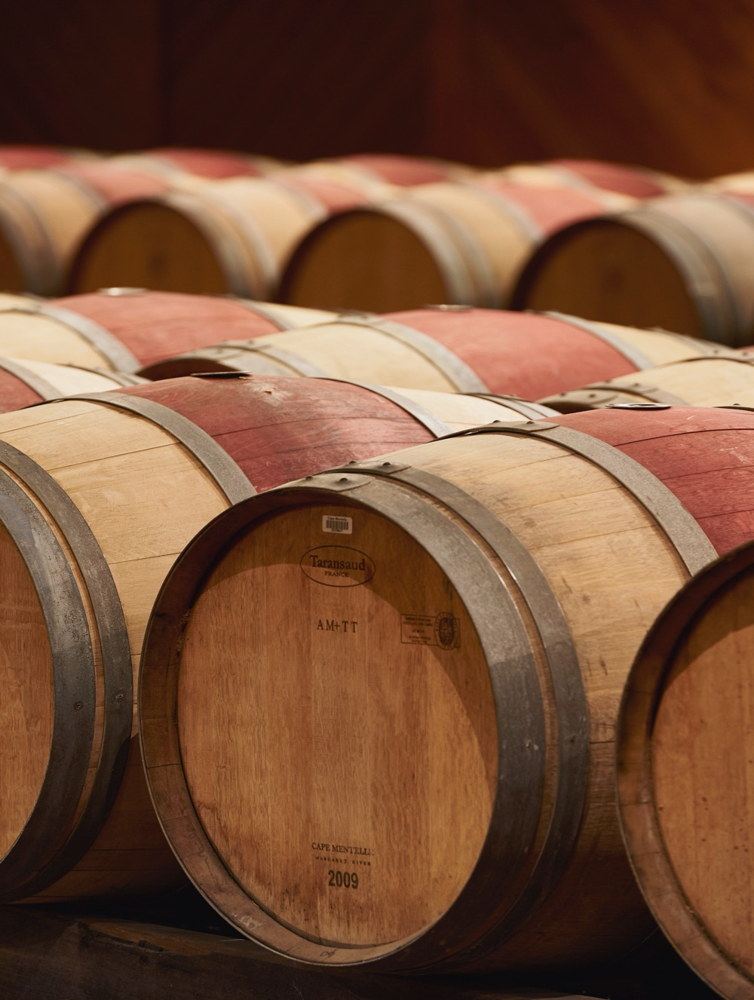 Taransaud
FRANCE
AM+TT
CAPE MENTELLE
MARGARET RIVER
2009